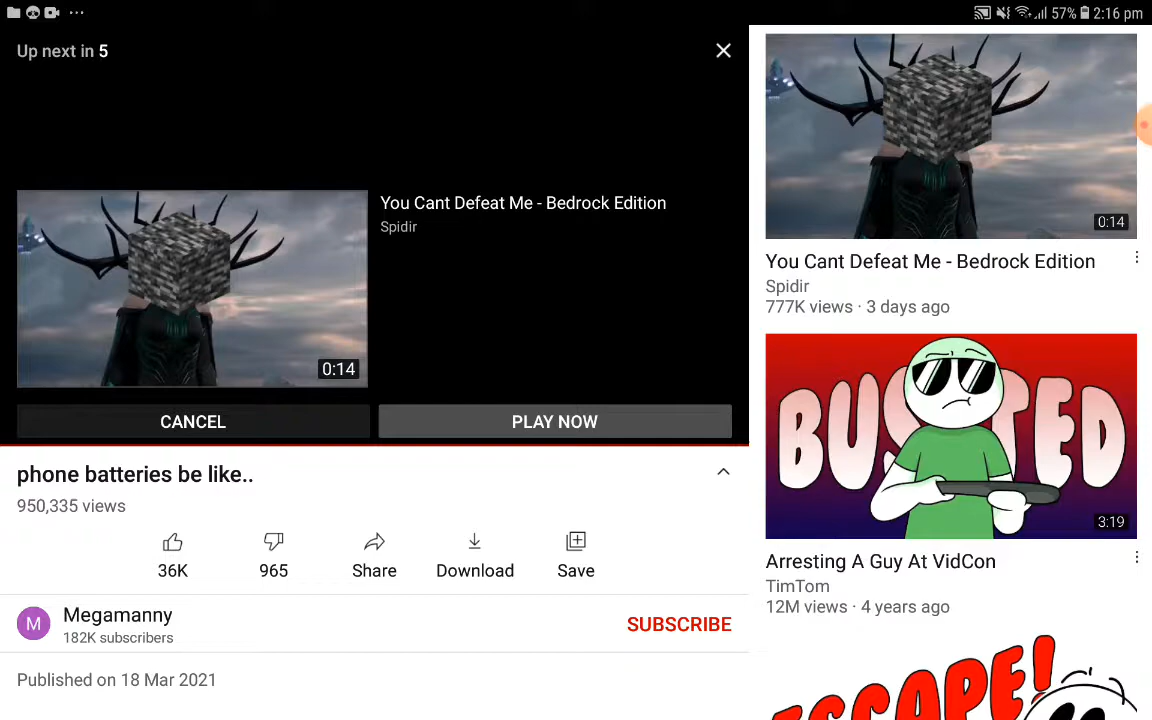 57% 2:16 pm
Up next in 5
You Cant Defeat Me - Bedrock Edition
Spidir
0:14
CANCEL
PLAY NOW
phone batteries be like..
950,335 views
36K
965
Share
Download
Save
M
Megamanny
182K subscribers
SUBSCRIBE
Published on 18 Mar 2021
0:14
You Cant Defeat Me - Bedrock Edition
Spidir
777K views · 3 days ago
BUSTED
3:19
Arresting A Guy At VidCon
TimTom
12M views · 4 years ago
ESCAPE!